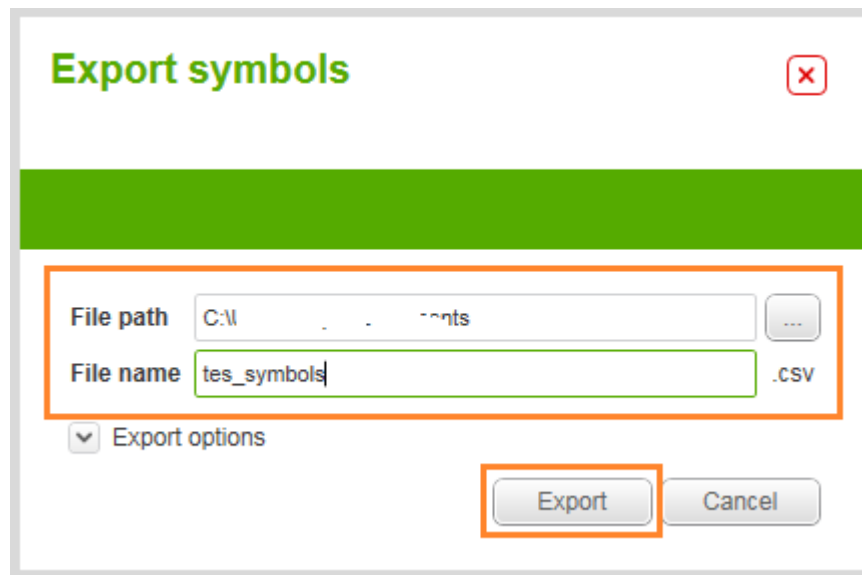 Export symbols
File path C:\ ...
File name tes_symbols .csv
Export options
Export Cancel